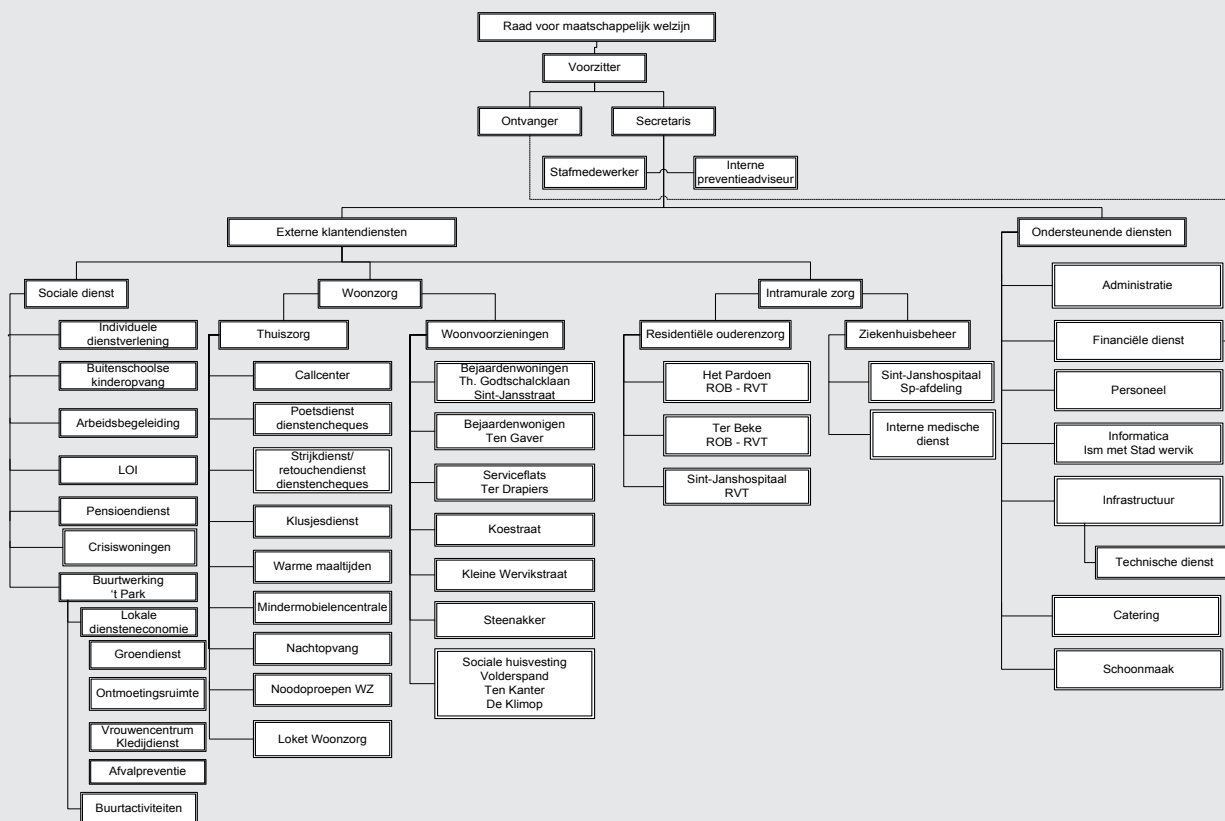 Raad voor maatschappelijk welzijn
Voorzitter
Ontvanger
Secretaris
Stafmedewerker
Interne
preventieadviseur
Externe klantendiensten
Ondersteunende diensten
Sociale dienst
Woonzorg
Intramurale zorg
Individuele
dienstverlening
Buitenschoolse
kinderopvang
Arbeidsbegeleiding
LOI
Pensioendienst
Crisiswoningen
Buurtwerking
‘t Park
Lokale
diensteneconomie
Groendienst
Ontmoetingsruimte
Vrouwencentrum
Kledijdienst
Afvalpreventie
Buurtactiviteiten
Thuiszorg
Callcenter
Poetsdienst
dienstencheques
Strijkdienst/
retouchendienst
dienstencheques
Klusjesdienst
Warme maaltijden
Mindermobielencentrale
Nachtopvang
Noodoproepen WZ
Loket Woonzorg
Woonvoorzieningen
Bejaardenwoningen
Th. Godtschalcklaan
Sint-Jansstraat
Bejaardenwonigen
Ten Gaver
Serviceflats
Ter Drapiers
Koestraat
Kleine Wervikstraat
Steenakker
Sociale huisvesting
Volderspand
Ten Kanter
De Klimop
Residentiële ouderenzorg
Het Pardoen
ROB - RVT
Ter Beke
ROB - RVT
Sint-Janshospitaal
RVT
Ziekenhuisbeheer
Sint-Janshospitaal
Sp-afdeling
Interne medische
dienst
Administratie
Financiële dienst
Personeel
Informatica
Ism met Stad wervik
Infrastructuur
Technische dienst
Catering
Schoonmaak